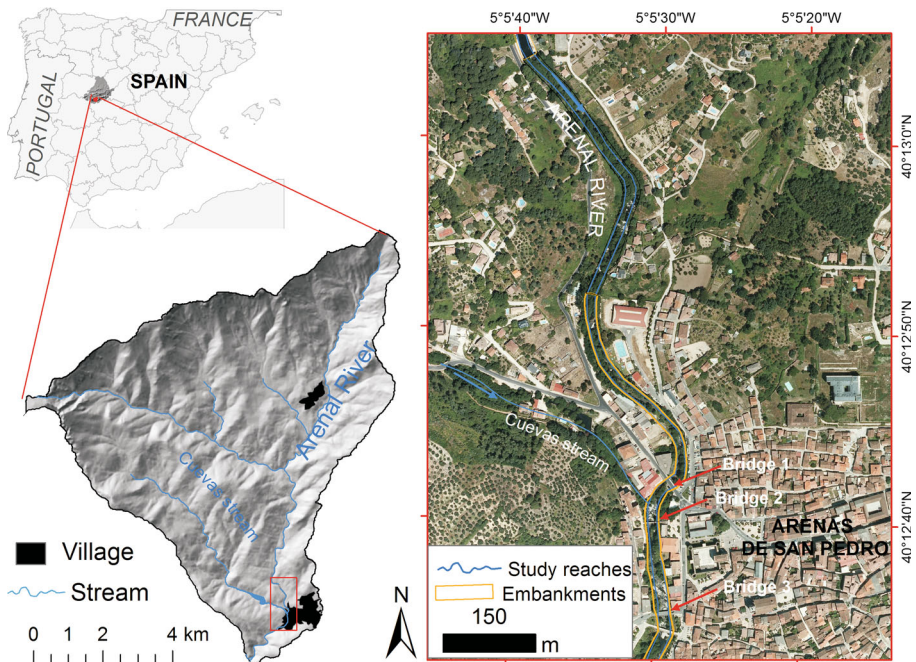 FRANCE
SPAIN
PORTUGAL
Arenal River
Cuevas stream
Village
Stream
0 1 2 4 km
N
5°5'40"W
5°5'30"W
5°5'20"W
40°13'0"N
40°12'50"N
40°12'40"N
ARENAL RIVER
Cuevas stream
Bridge 1
Bridge 2
ARENAS
DE SAN PEDRO
Bridge 3
Study reaches
Embankments
150
m